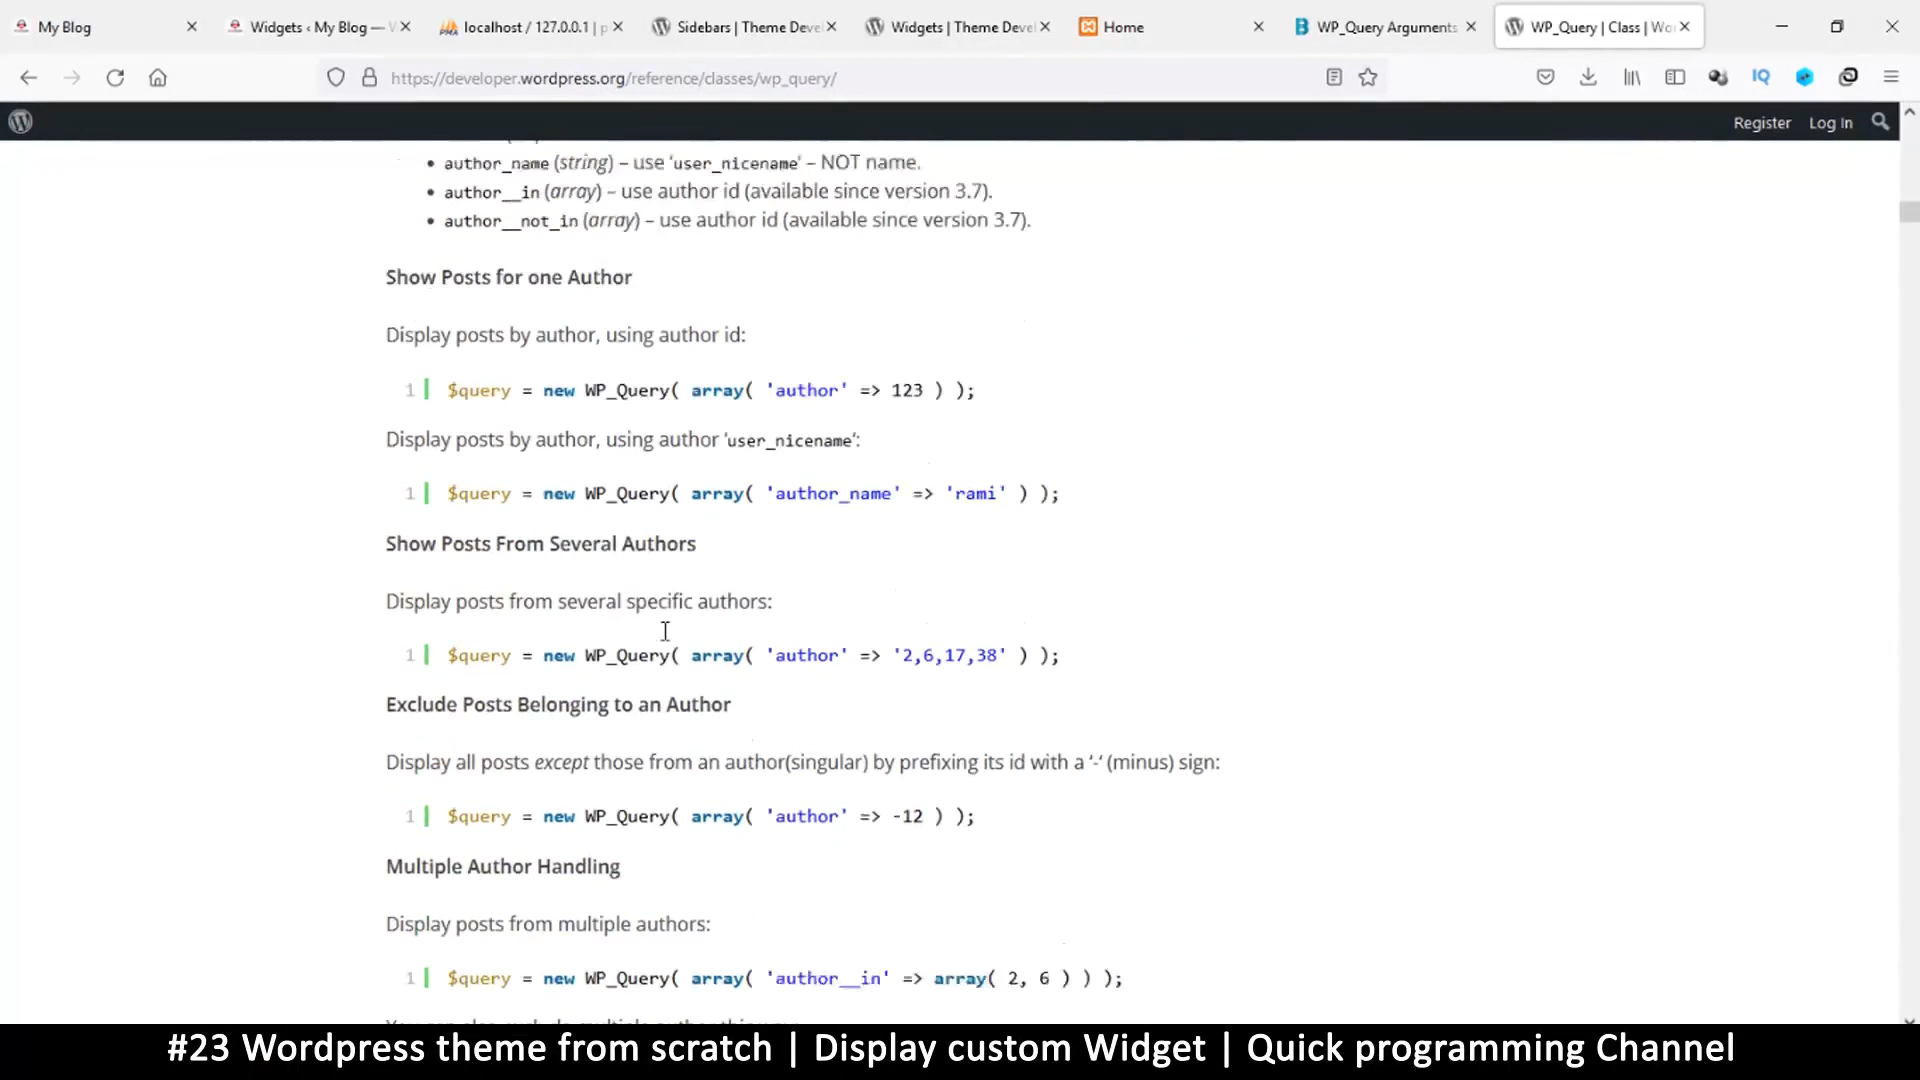 My Blog
Widgets ‹ My Blog —
localhost / 127.0.0.1 | p
Sidebars | Theme Devel
Widgets | Theme Devel
Home
WP_Query Arguments
WP_Query | Class | Wo
https://developer.wordpress.org/reference/classes/wp_query/
IQ
Register Log In
author_name (string) – use 'user_nicename' – NOT name.
author__in (array) – use author id (available since version 3.7).
author__not_in (array) – use author id (available since version 3.7).
Show Posts for one Author
Display posts by author, using author id:
1 $query = new WP_Query( array( 'author' => 123 ) );
Display posts by author, using author 'user_nicename':
1 $query = new WP_Query( array( 'author_name' => 'rami' ) );
Show Posts From Several Authors
Display posts from several specific authors:
1 $query = new WP_Query( array( 'author' => '2,6,17,38' ) );
Exclude Posts Belonging to an Author
Display all posts except those from an author(singular) by prefixing its id with a '-' (minus) sign:
1 $query = new WP_Query( array( 'author' => -12 ) );
Multiple Author Handling
Display posts from multiple authors:
1 $query = new WP_Query( array( 'author__in' => array( 2, 6 ) ) );
#23 Wordpress theme from scratch | Display custom Widget | Quick programming Channel